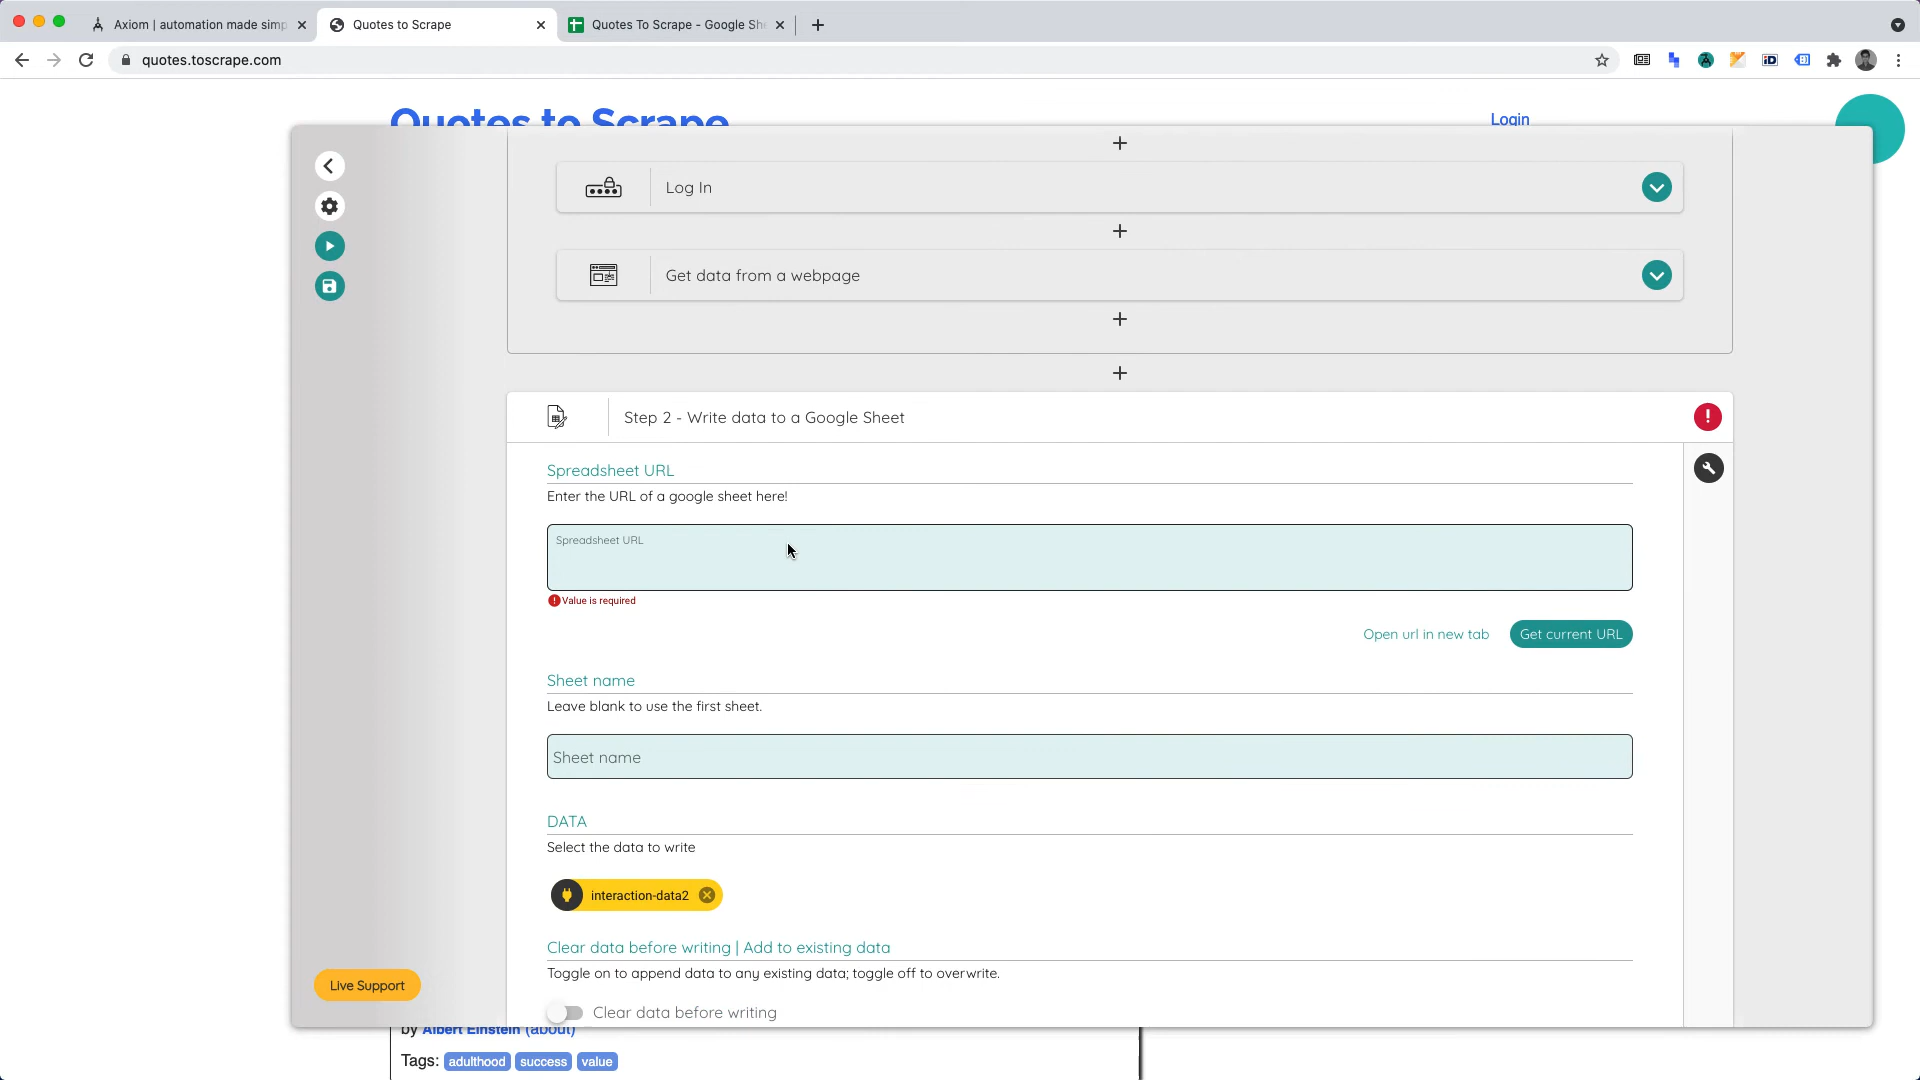 Axiom | automation made simp
Quotes to Scrape
Quotes To Scrape - Google She
quotes.toscrape.com
Quotes to Scrape
Login
Log In
Get data from a webpage
Step 2 - Write data to a Google Sheet
Spreadsheet URL
Enter the URL of a google sheet here!
Spreadsheet URL
Value is required
Open url in new tab
Get current URL
Sheet name
Leave blank to use the first sheet.
Sheet name
DATA
Select the data to write
interaction-data2
Clear data before writing | Add to existing data
Toggle on to append data to any existing data; toggle off to overwrite.
Clear data before writing
Live Support
by Albert Einstein (about)
Tags: adulthood success value